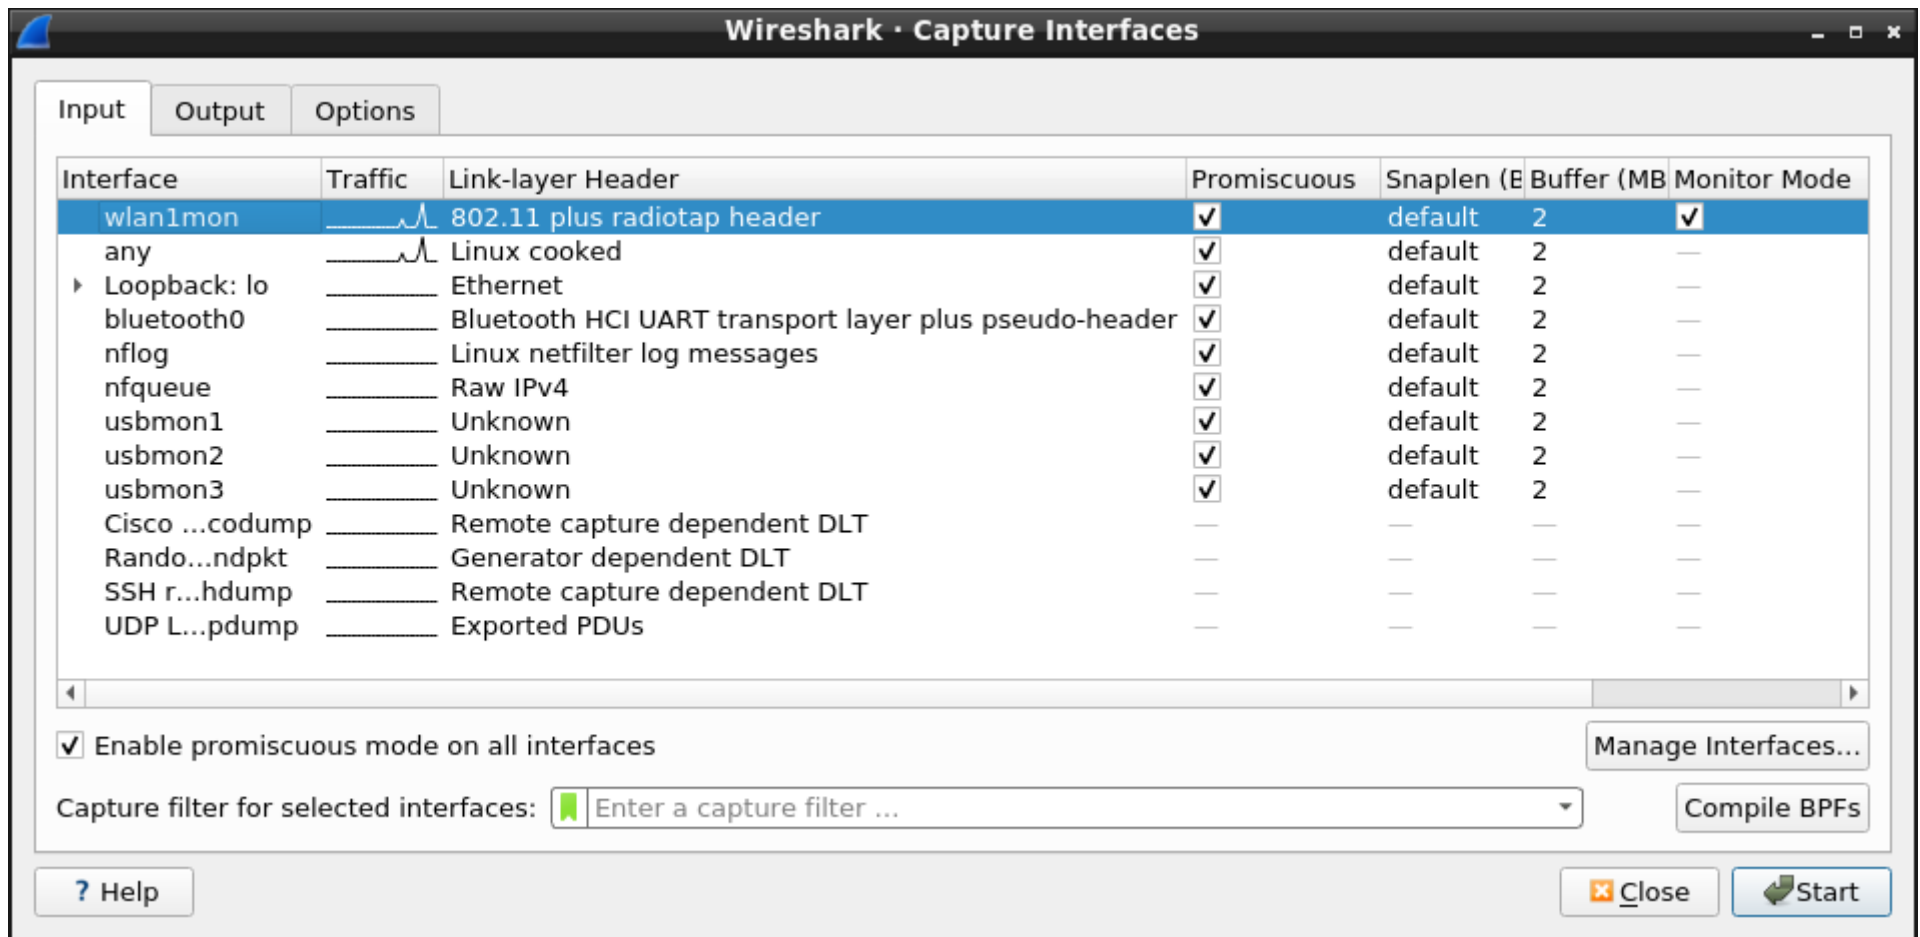 Wireshark · Capture Interfaces
Input Output Options
Interface Traffic Link-layer Header Promiscuous Snaplen (B Buffer (MB Monitor Mode
wlan1mon 802.11 plus radiotap header default 2
any Linux cooked default 2 —
Loopback: lo Ethernet default 2 —
bluetooth0 Bluetooth HCI UART transport layer plus pseudo-header default 2 —
nflog Linux netfilter log messages default 2 —
nfqueue Raw IPv4 default 2 —
usbmon1 Unknown default 2 —
usbmon2 Unknown default 2 —
usbmon3 Unknown default 2 —
Cisco ...codump Remote capture dependent DLT — — — —
Rando...ndpkt Generator dependent DLT — — — —
SSH r...hdump Remote capture dependent DLT — — — —
UDP L...pdump Exported PDUs — — — —
Enable promiscuous mode on all interfaces Manage Interfaces...
Capture filter for selected interfaces: Enter a capture filter ... Compile BPFs
? Help Close Start